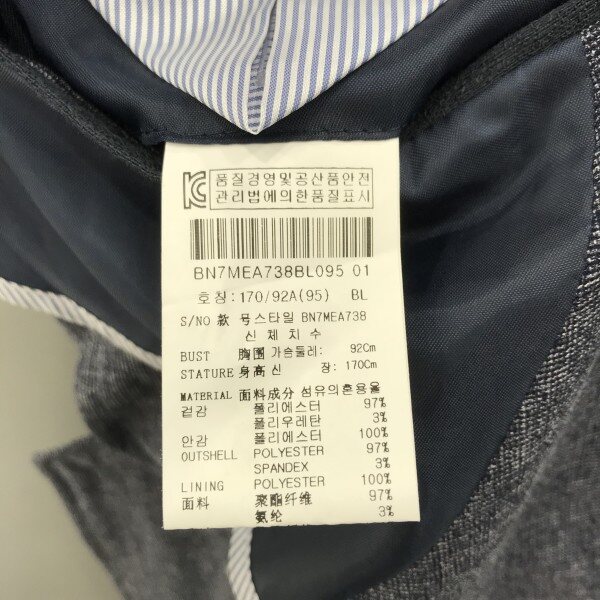 KC 품질경영및공산품안전
관리법에의한품질표시
BN7MEA738BL095 01
호칭:170/92A(95) BL
S/NO 款 号스타일 BN7MEA738
신 체 치 수
BUST 胸围 가슴둘레: 92Cm
STATURE 身高 신 장: 170Cm
MATERIAL 面料成分 섬유의혼용율
겉감 폴리에스터 97%
폴리우레탄 3%
안감 폴리에스터 100%
OUTSHELL POLYESTER 97%
SPANDEX 3%
LINING POLYESTER 100%
面料 聚酯纤维 97%
氨纶 3%